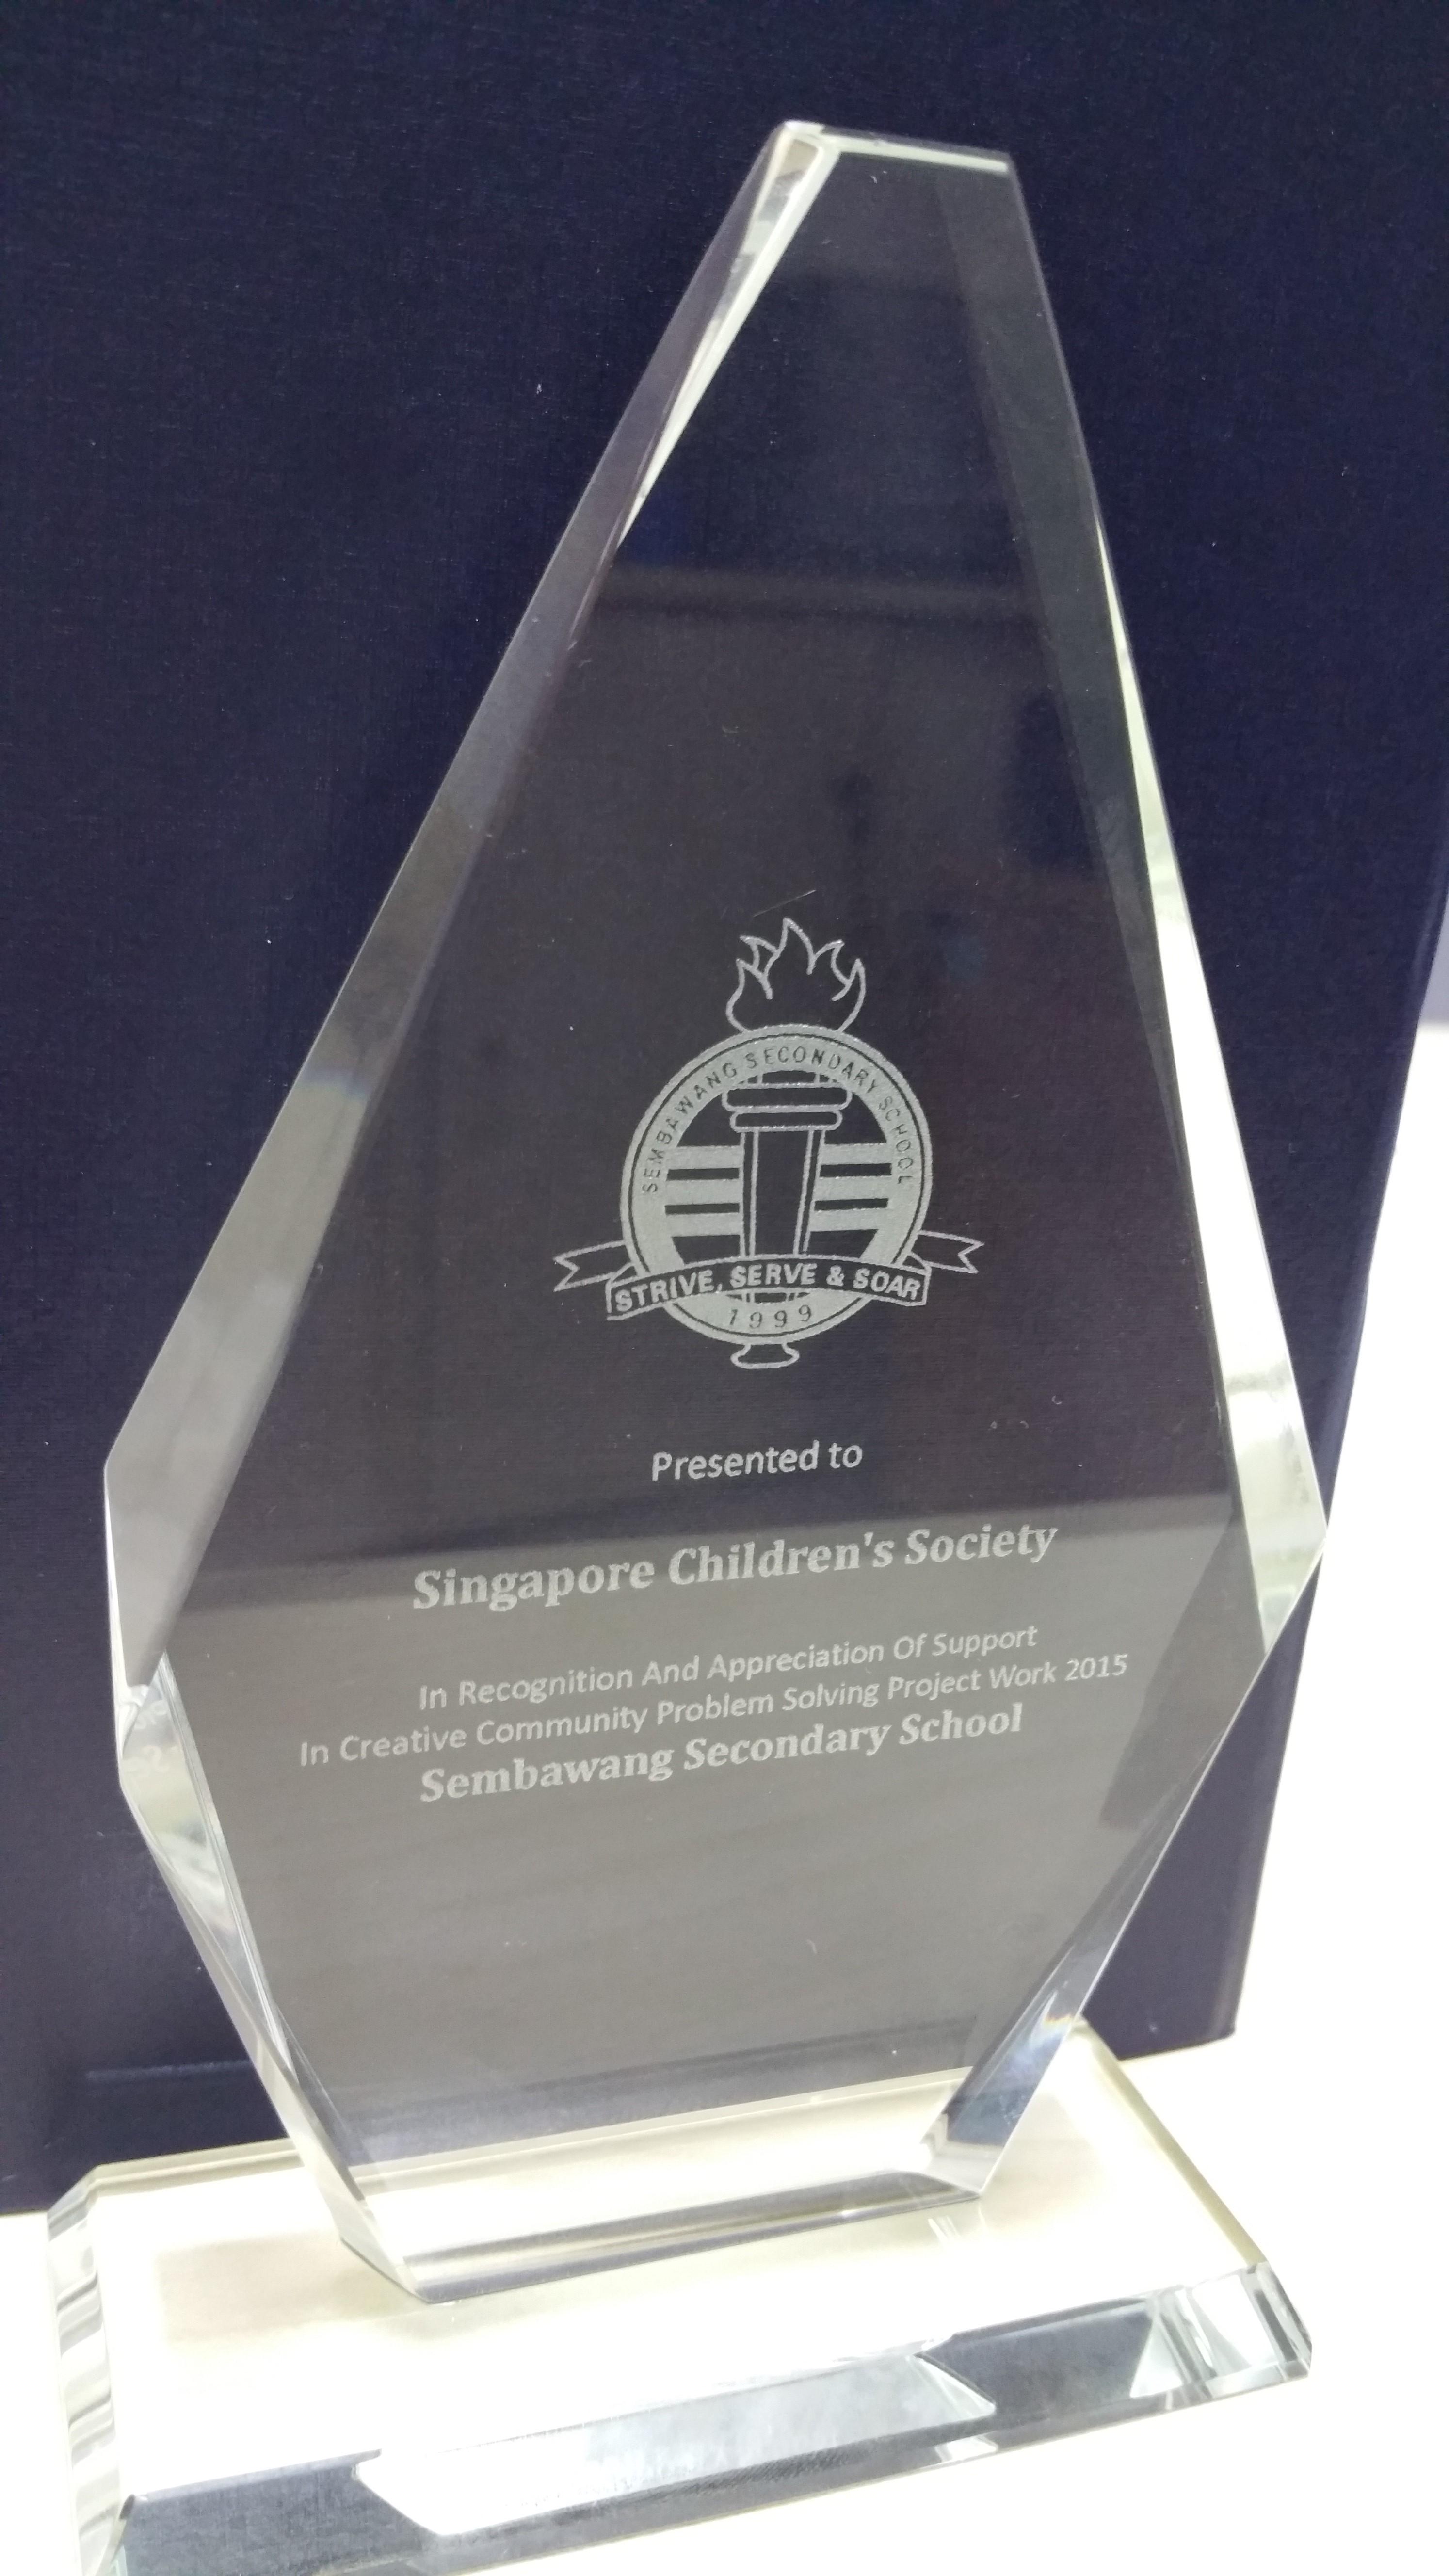 SEMBAWANG SECONDARY SCHOOL
STRIVE, SERVE & SOAR
1999
Presented to
Singapore Children's Society
In Recognition And Appreciation Of Support
In Creative Community Problem Solving Project Work 2015
Sembawang Secondary School